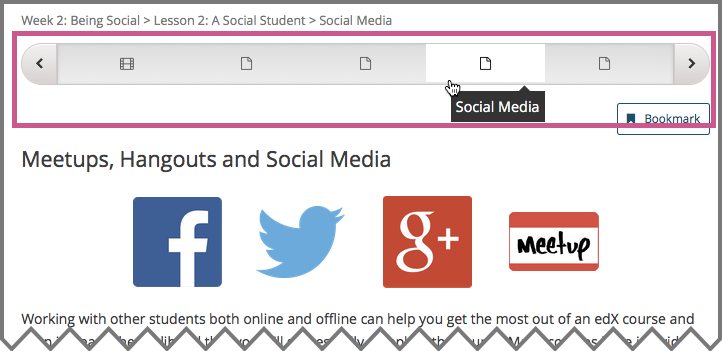 Week 2: Being Social > Lesson 2: A Social Student > Social Media
Social Media
Bookmark
Meetups, Hangouts and Social Media
f
g+
Meetup
Working with other students both online and offline can help you get the most out of an edX course and